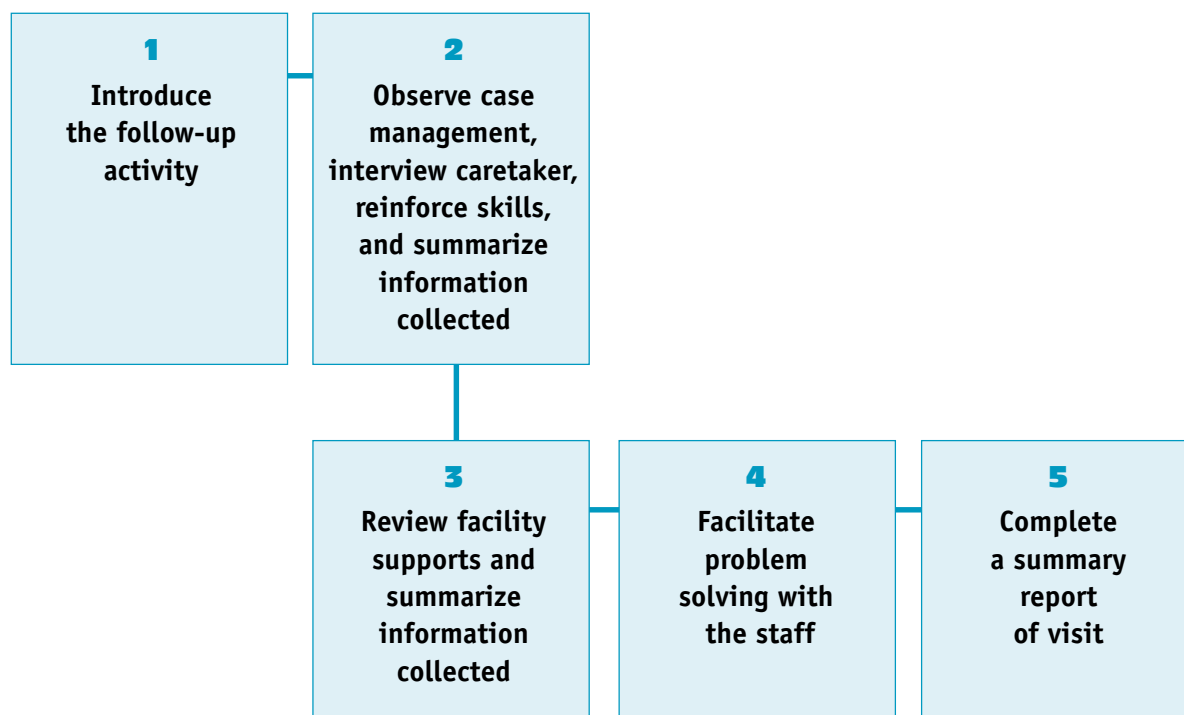 1
Introduce
the follow-up
activity
2
Observe case
management,
interview caretaker,
reinforce skills,
and summarize
information
collected
3
Review facility
supports and
summarize
information
collected
4
Facilitate
problem
solving with
the staff
5
Complete
a summary
report
of visit